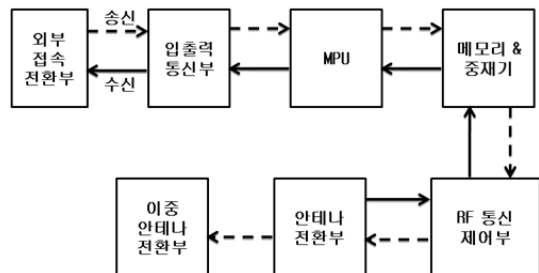 송신
수신
외부
접속
전환부
입출력
통신부
MPU
메모리 &
중재기
이중
안테나
전환부
안테나
전환부
RF 통신
제어부